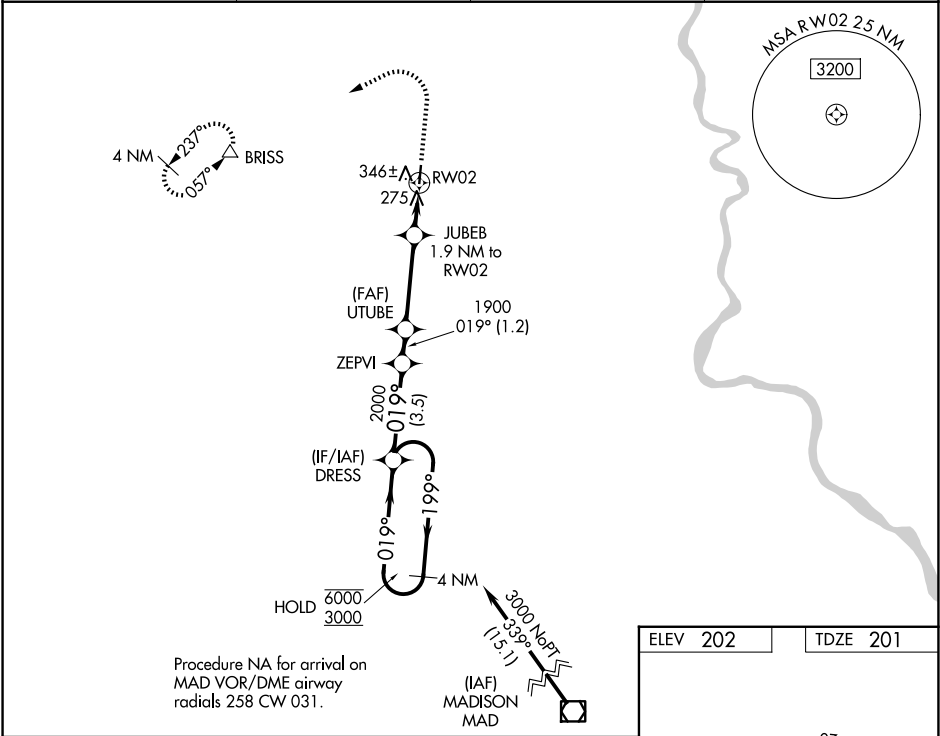 MSA RW02 25 NM
3200
4 NM
237°
057°
BRISS
346±
RW02
275
JUBEB
1.9 NM to
RW02
(FAF)
UTUBE
1900
019° (1.2)
ZEPVI
2000
019°
(3.5)
(IF/IAF)
DRESS
019°
199°
4 NM
HOLD
6000
3000
3000 NoPT
339°
(15.1)
(IAF)
MADISON
MAD
Procedure NA for arrival on
MAD VOR/DME airway
radials 258 CW 031.
ELEV 202
TDZE 201